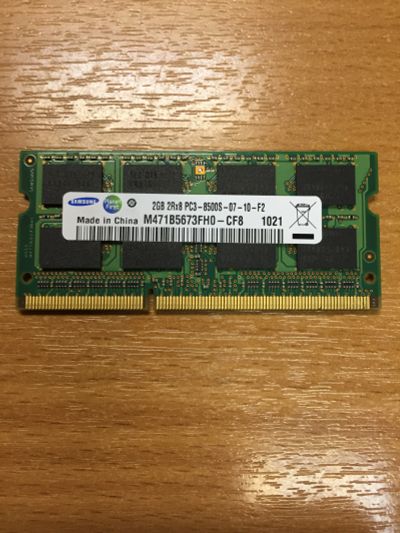 SAMSUNG
2GB 2Rx8 PC3-8500S-07-10-F2
Made in China
M471B5673FH0-CF8 1021